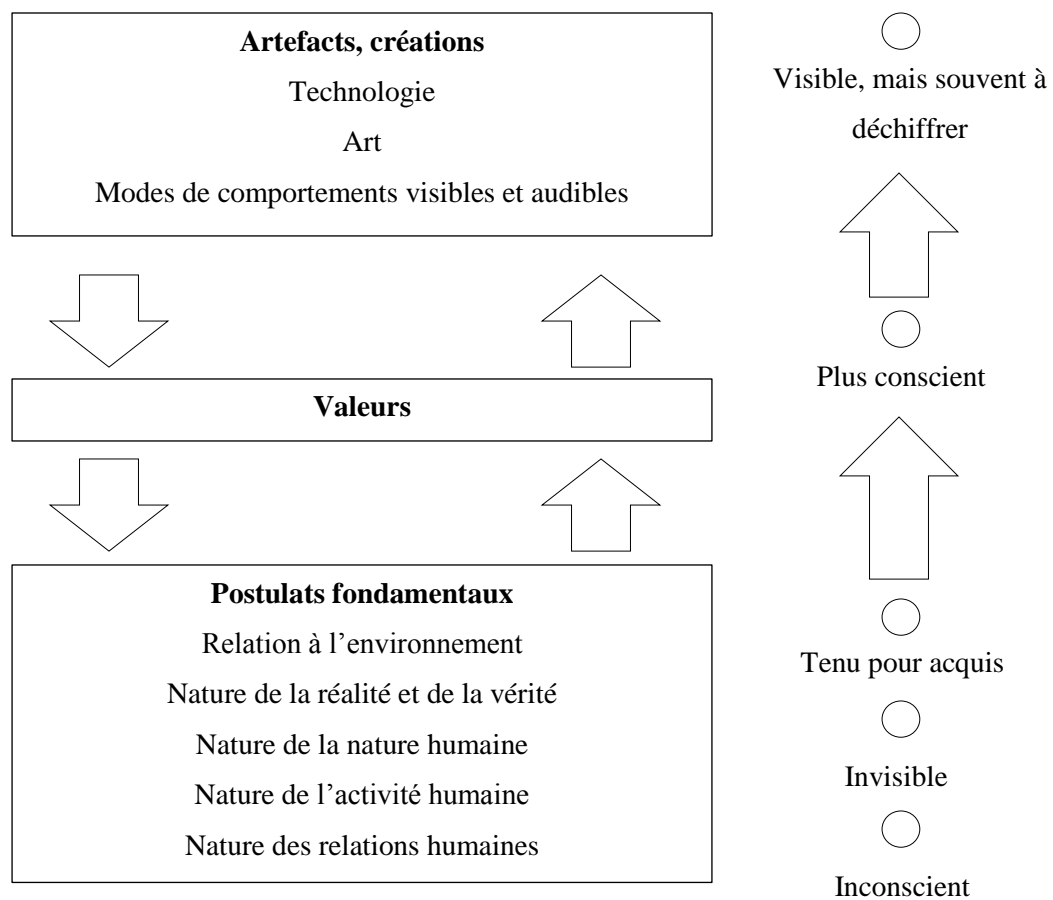 Artefacts, créations
Technologie
Art
Modes de comportements visibles et audibles
Valeurs
Postulats fondamentaux
Relation à l’environnement
Nature de la réalité et de la vérité
Nature de la nature humaine
Nature de l’activité humaine
Nature des relations humaines
Visible, mais souvent à
déchiffrer
Plus conscient
Tenu pour acquis
Invisible
Inconscient